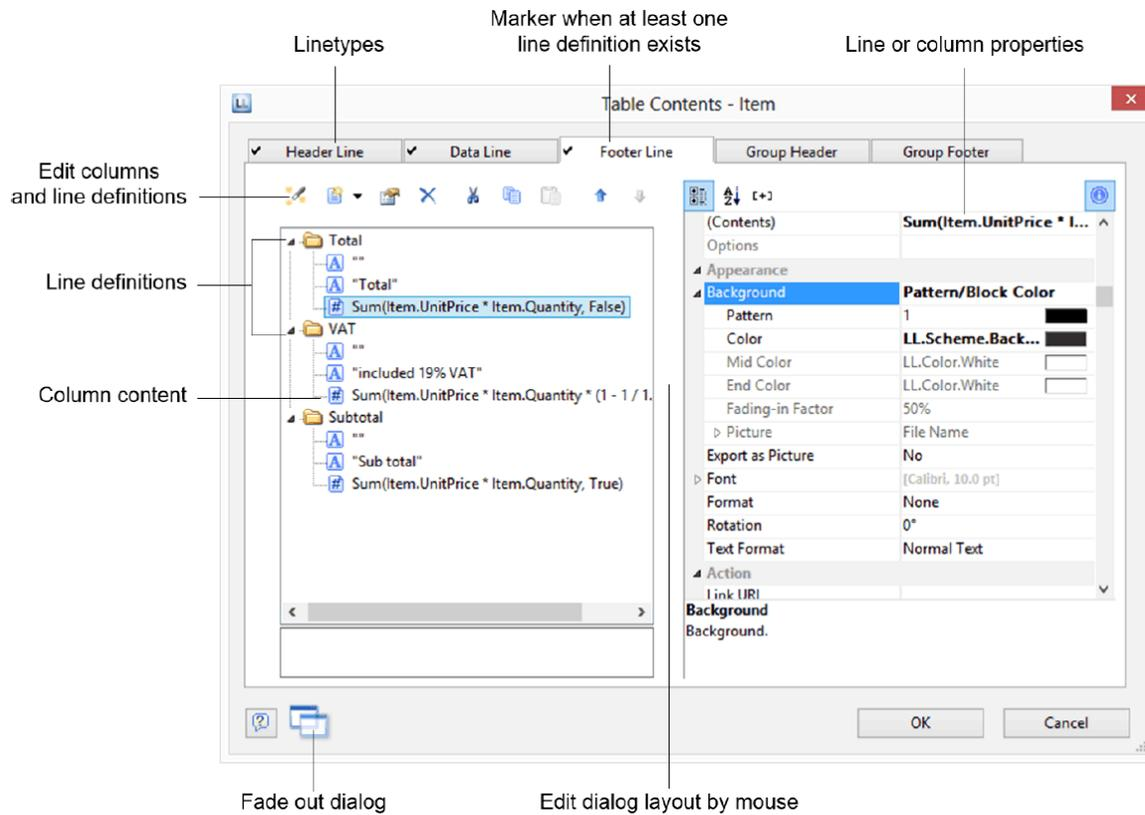 Marker when at least one
line definition exists
Linetypes
Line or column properties
LL
Table Contents - Item
Header Line
Data Line
Footer Line
Group Header
Group Footer
Edit columns
and line definitions
A
Z
[+]
Line definitions
Total
A ""
A "Total"
# Sum(Item.UnitPrice * Item.Quantity, False)
VAT
A ""
A "included 19% VAT"
# Sum(Item.UnitPrice * Item.Quantity * (1 - 1 / 1.
Column content
Subtotal
A ""
A "Sub total"
# Sum(Item.UnitPrice * Item.Quantity, True)
(Contents) Sum(Item.UnitPrice * I...
Options
Appearance
Background Pattern/Block Color
Pattern 1
Color LL.Scheme.Back...
Mid Color LL.Color.White
End Color LL.Color.White
Fading-in Factor 50%
Picture File Name
Export as Picture No
Font [Calibri, 10.0 pt]
Format None
Rotation 0°
Text Format Normal Text
Action
Link URL
Background
Background.
?
OK
Cancel
Fade out dialog
Edit dialog layout by mouse